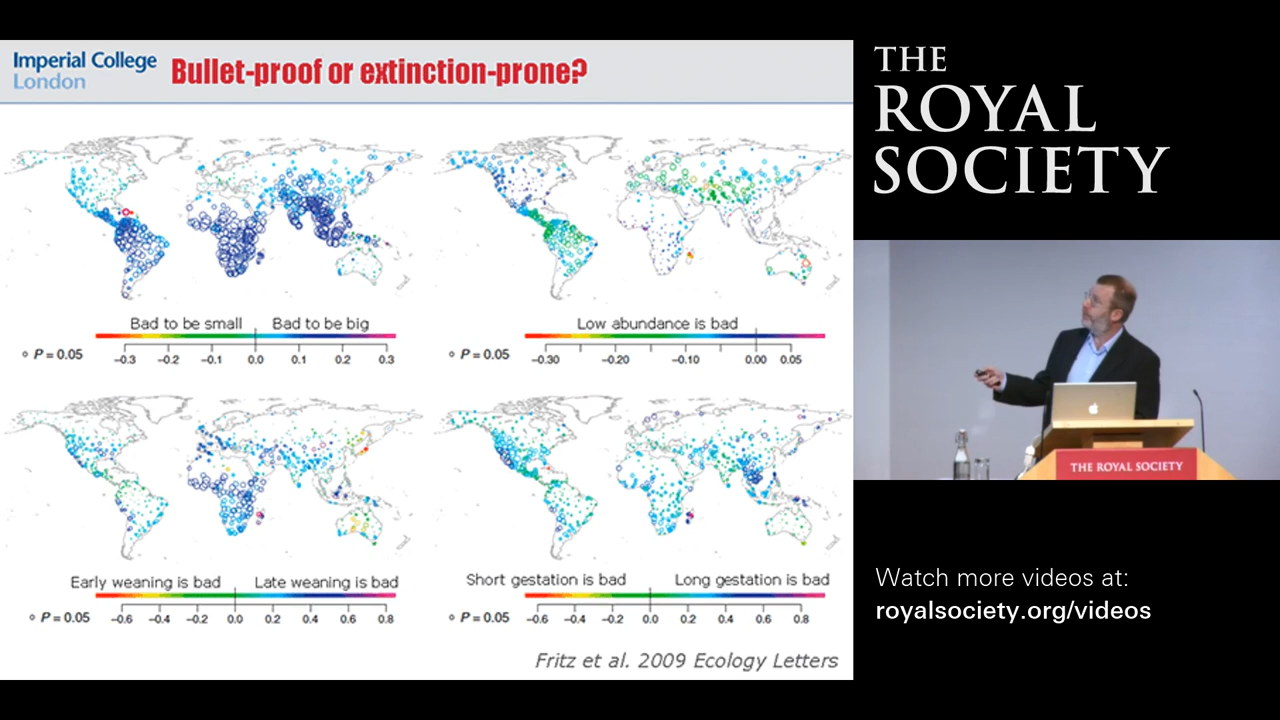 Imperial College
London
Bullet-proof or extinction-prone?
Bad to be small
Bad to be big
P = 0.05
−0.3 −0.2 −0.1 0.0 0.1 0.2 0.3
Low abundance is bad
P = 0.05
−0.30 −0.20 −0.10 0.00 0.05
Early weaning is bad
Late weaning is bad
P = 0.05
−0.6 −0.4 −0.2 0.0 0.2 0.4 0.6 0.8
Short gestation is bad
Long gestation is bad
P = 0.05
−0.6 −0.4 −0.2 0.0 0.2 0.4 0.6 0.8
Fritz et al. 2009 Ecology Letters
THE
ROYAL
SOCIETY
THE ROYAL SOCIETY
Watch more videos at:
royalsociety.org/videos